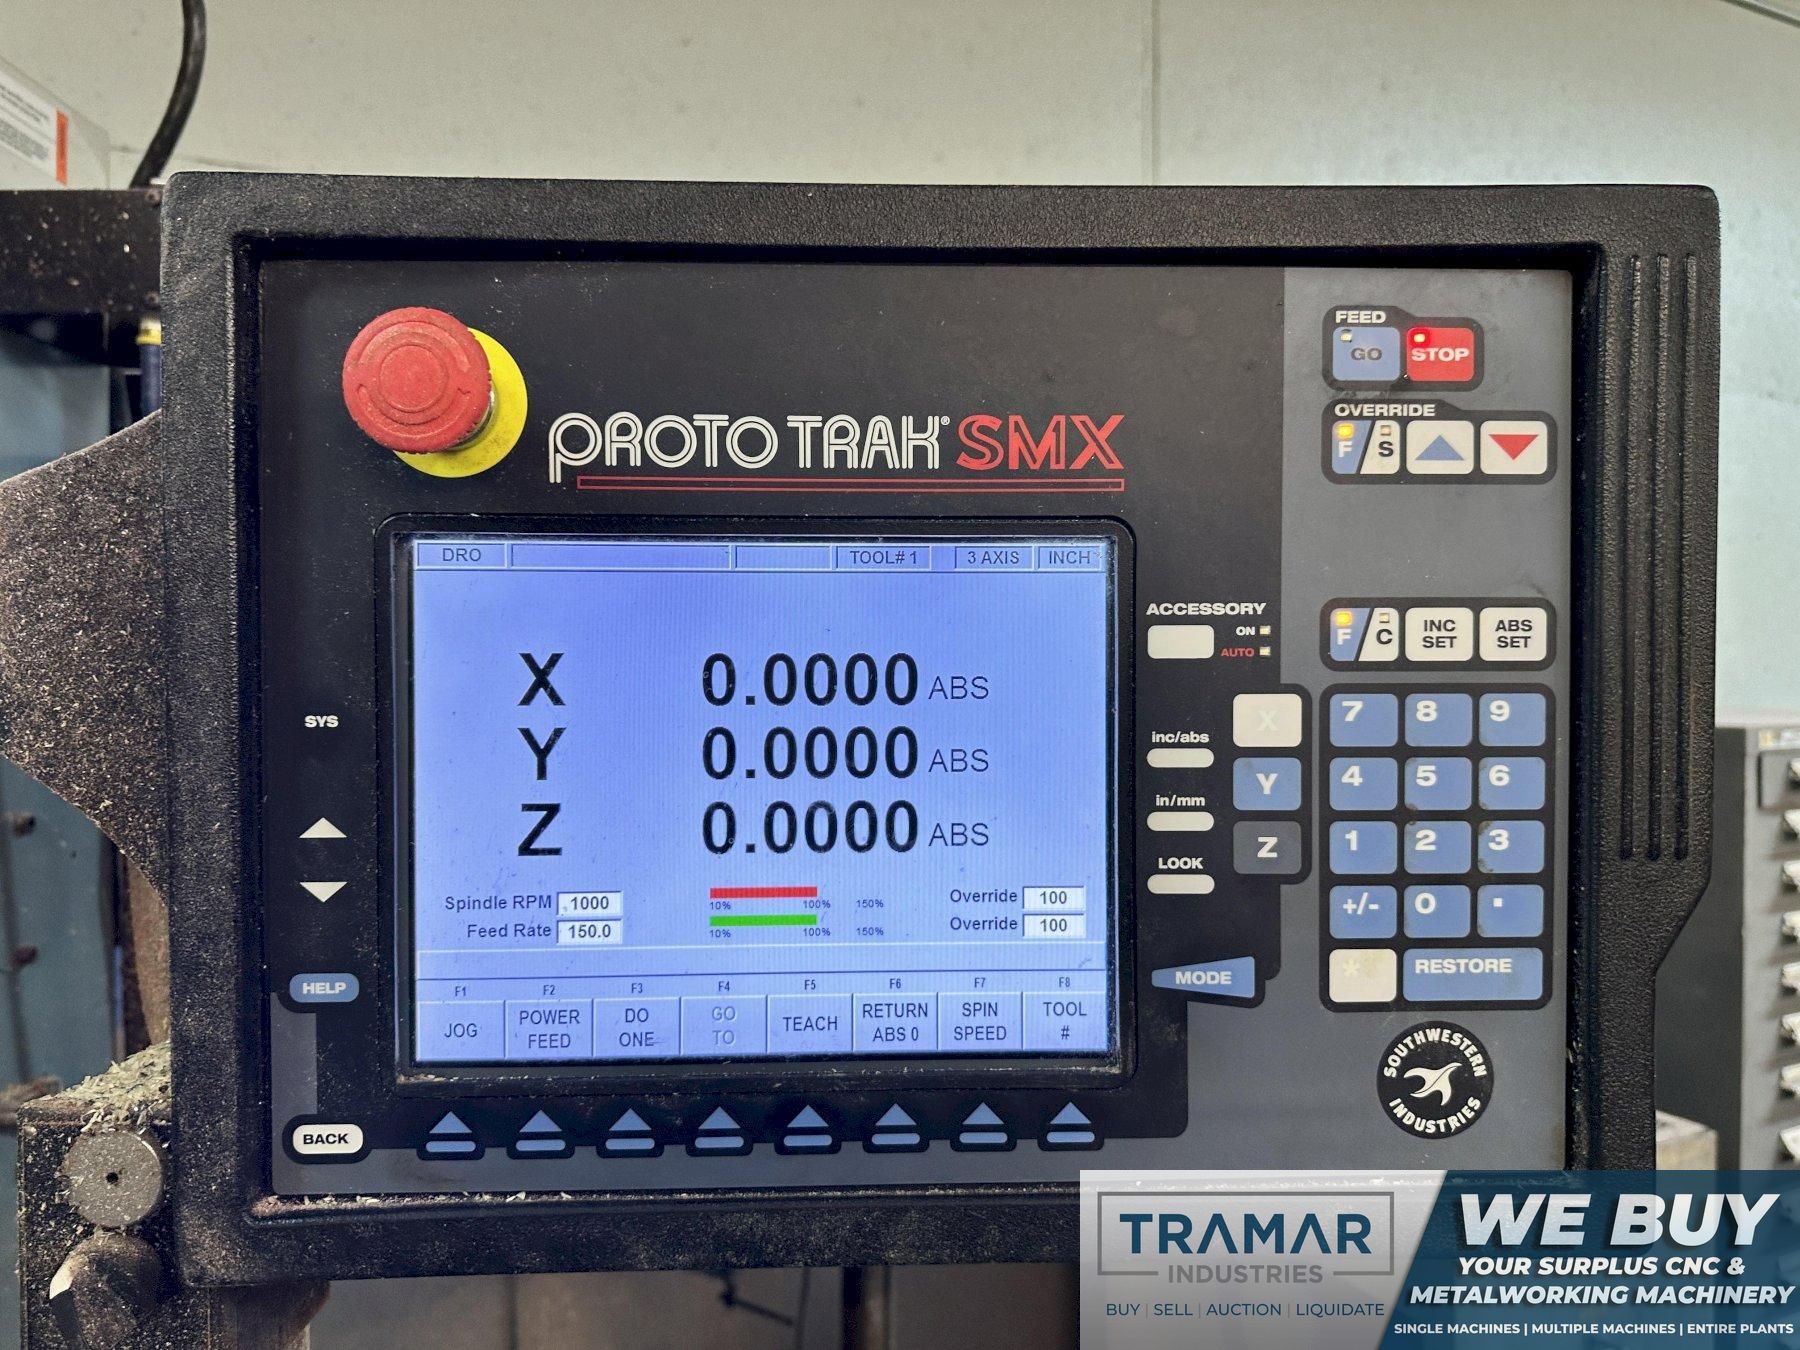 FEED
GO STOP
OVERRIDE
F S
PROTO TRAK® SMX
DRO TOOL# 1 3 AXIS INCH
X 0.0000 ABS
Y 0.0000 ABS
Z 0.0000 ABS
Spindle RPM 1000 10% 100% 150% Override 100
Feed Rate 150.0 10% 100% 150% Override 100
F1 F2 F3 F4 F5 F6 F7 F8
JOG POWER FEED DO ONE GO TO TEACH RETURN ABS 0 SPIN SPEED TOOL #
SYS
HELP
BACK
ACCESSORY
ON
AUTO
inc/abs
in/mm
LOOK
MODE
F C INC SET ABS SET
X 7 8 9
Y 4 5 6
Z 1 2 3
+/- 0 .
* RESTORE
SOUTHWESTERN
INDUSTRIES
TRAMAR
INDUSTRIES
BUY | SELL | AUCTION | LIQUIDATE
WE BUY
YOUR SURPLUS CNC &
METALWORKING MACHINERY
SINGLE MACHINES | MULTIPLE MACHINES | ENTIRE PLANTS